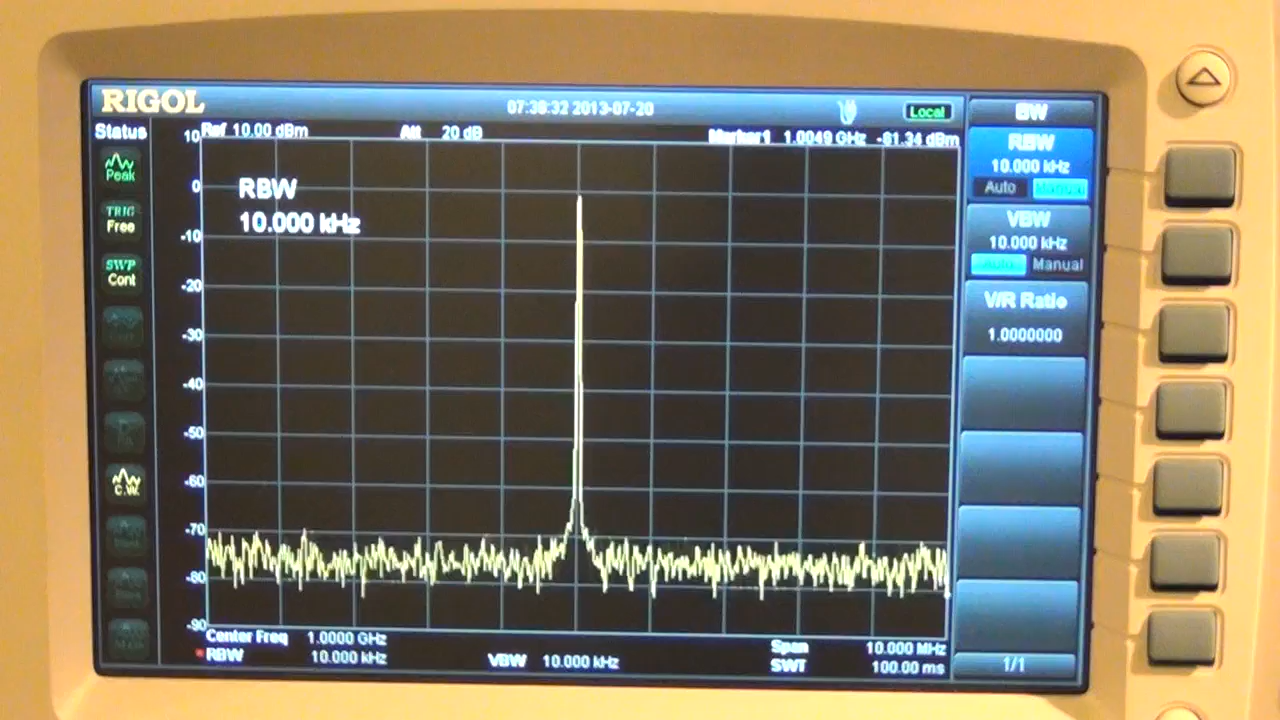 RIGOL
07:38:32 2013-07-20
Local
BW
Status
Ref 10.00 dBm
Att 20 dB
Marker1 1.0049 GHz -81.34 dBm
RBW
10.000 kHz
Auto Manual
VBW
10.000 kHz
Auto Manual
V/R Ratio
1.0000000
1/1
Peak
TRIG
Free
SWP
Cont
C.W.
RBW
10.000 kHz
10
0
-10
-20
-30
-40
-50
-60
-70
-80
-90
Center Freq 1.0000 GHz
Span 10.000 MHz
RBW 10.000 kHz
VBW 10.000 kHz
SWT 100.00 ms